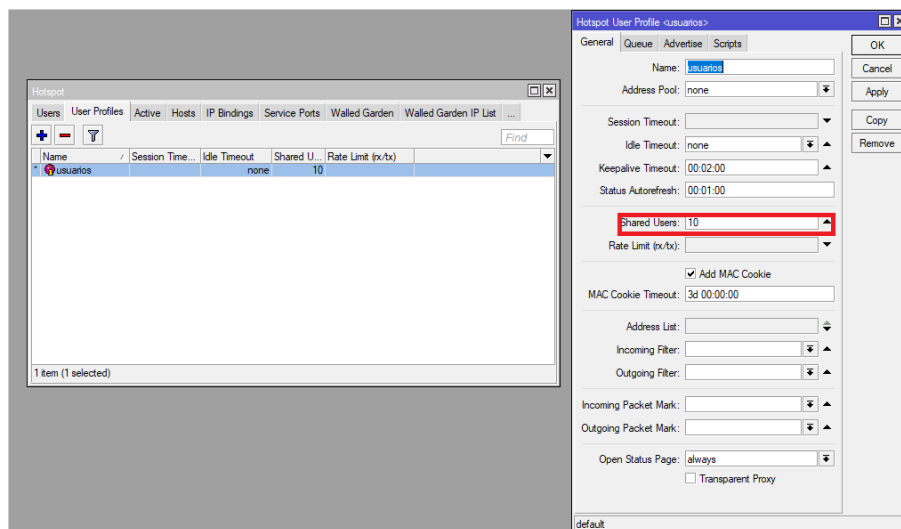 Hotspot
Users User Profiles Active Hosts IP Bindings Service Ports Walled Garden Walled Garden IP List ...
Find
Name / Session Time... Idle Timeout Shared U... Rate Limit (rx/tx)
* usuarios none 10
1 item (1 selected)
Hotspot User Profile <usuarios>
General Queue Advertise Scripts
Name: usuarios
Address Pool: none
Session Timeout:
Idle Timeout: none
Keepalive Timeout: 00:02:00
Status Autorefresh: 00:01:00
Shared Users: 10
Rate Limit (rx/tx):
Add MAC Cookie
MAC Cookie Timeout: 3d 00:00:00
Address List:
Incoming Filter:
Outgoing Filter:
Incoming Packet Mark:
Outgoing Packet Mark:
Open Status Page: always
Transparent Proxy
default
OK
Cancel
Apply
Copy
Remove